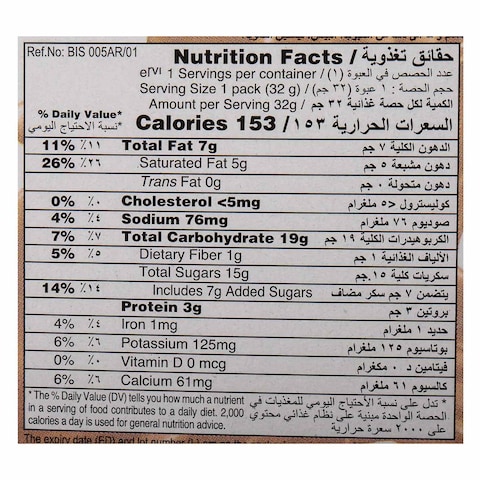 Ref.No: BIS 005AR/01
Nutrition Facts / حقائق تغذوية
1 Servings per container / عدد الحصص في العبوة (١)
Serving Size 1 pack (32 g) / حجم الحصة : ١ عبوة (٣٢ جم)
Amount per Serving 32g / الكمية لكل حصة غذائية ٣٢ جم
% Daily Value*
نسبة الاحتياج اليومي* Calories 153 / السعرات الحرارية ١٥٣
11% ٪١١ Total Fat 7g الدهون الكلية ٧ جم
26% ٪٢٦ Saturated Fat 5g دهون مشبعة ٥ جم
Trans Fat 0g دهون متحولة ٠ جم
0% ٪٠ Cholesterol <5mg كوليسترول <٥ ملغرام
4% ٪٤ Sodium 76mg صوديوم ٧٦ ملغرام
7% ٪٧ Total Carbohydrate 19g الكربوهيدرات الكلية ١٩ جم
5% ٪٥ Dietary Fiber 1g الألياف الغذائية ١ جم
Total Sugars 15g سكريات كلية ١٥ جم
14% ٪١٤ Includes 7g Added Sugars يتضمن ٧ جم سكر مضاف
Protein 3g بروتين ٣ جم
4% ٪٤ Iron 1mg حديد ١ ملغرام
6% ٪٦ Potassium 125mg بوتاسيوم ١٢٥ ملغرام
0% ٪٠ Vitamin D 0 mcg فيتامين د ٠ مكغرام
6% ٪٦ Calcium 61mg كالسيوم ٦١ ملغرام
* The % Daily Value (DV) tells you how much a nutrient
in a serving of food contributes to a daily diet. 2,000
calories a day is used for general nutrition advice.
* تدل على نسبة الأحتياج اليومي للمغذيات في
الحصة الواحدة مبنية على نظام غذائي محتوي
على ٢٠٠٠ سعرة حرارية
The expiry date (ED) and lot number